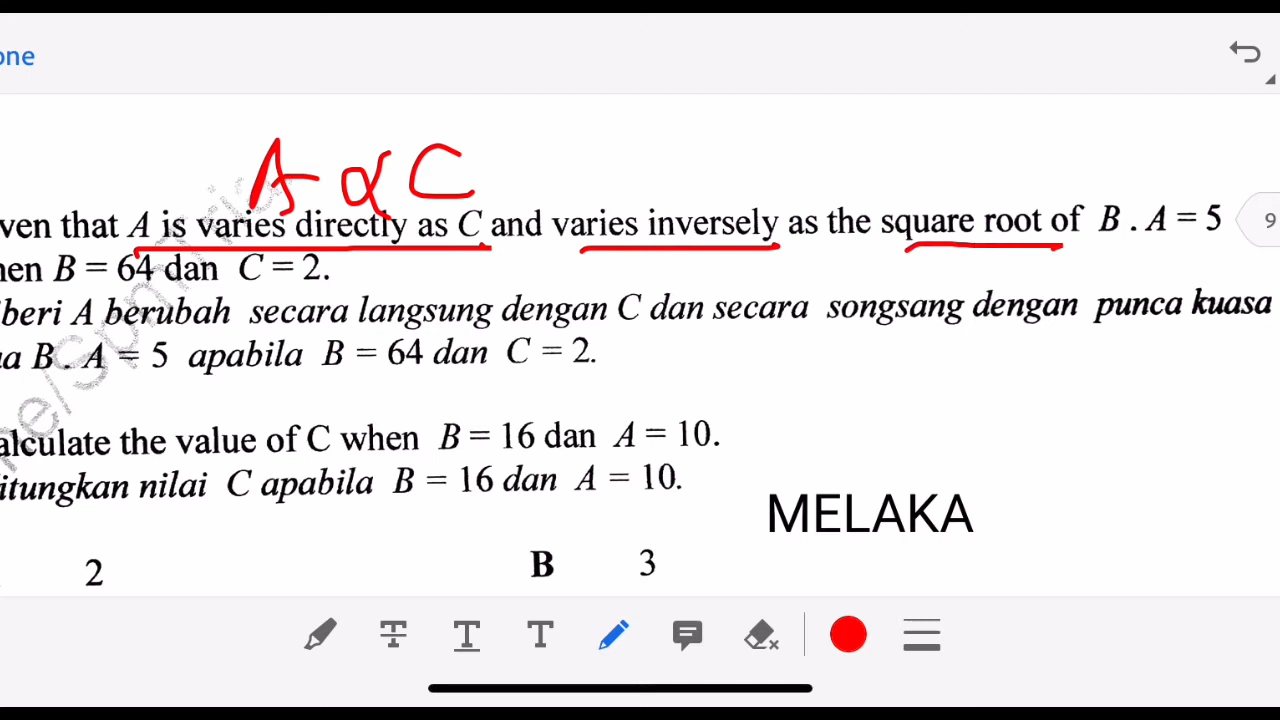 one
A ∝ C
ven that A is varies directly as C and varies inversely as the square root of B . A = 5
9
nen B = 64 dan C = 2.
beri A berubah secara langsung dengan C dan secara songsang dengan punca kuasa
a B . A = 5 apabila B = 64 dan C = 2.
alculate the value of C when B = 16 dan A = 10.
itungkan nilai C apabila B = 16 dan A = 10.
MELAKA
2 B 3